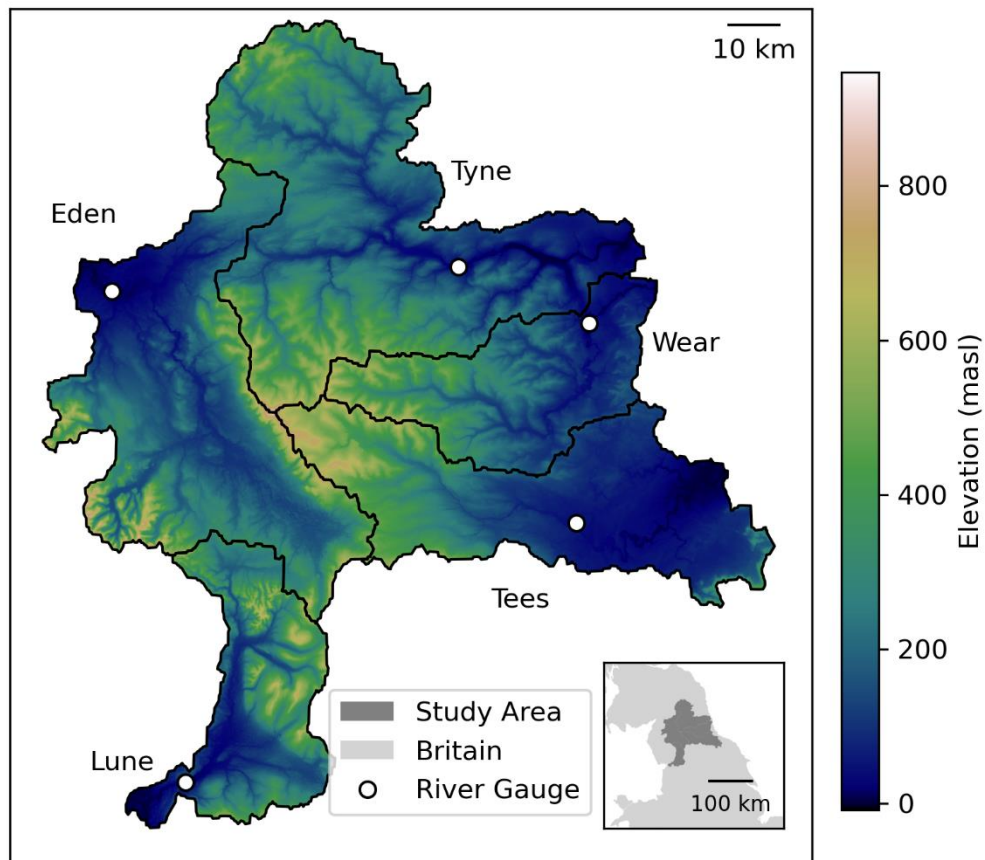 10 km
Tyne
Eden
Wear
Tees
Lune
Study Area
Britain
River Gauge
100 km
800
600
400
200
0
Elevation (masl)